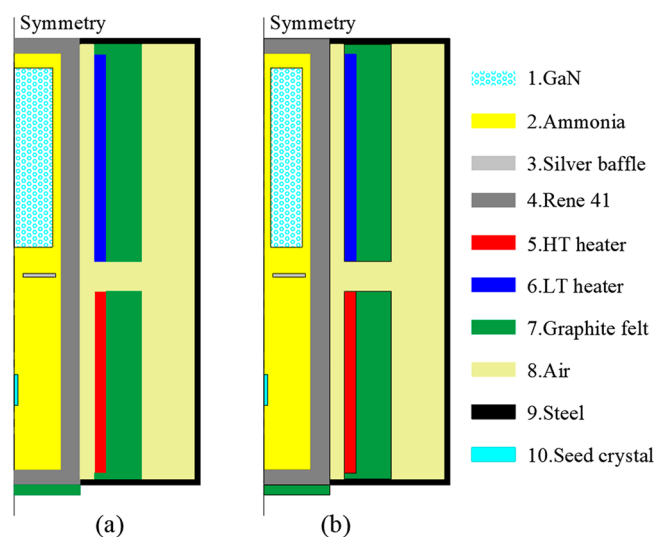 Symmetry
Symmetry
1.GaN
2.Ammonia
3.Silver baffle
4.Rene 41
5.HT heater
6.LT heater
7.Graphite felt
8.Air
9.Steel
10.Seed crystal
(a)
(b)